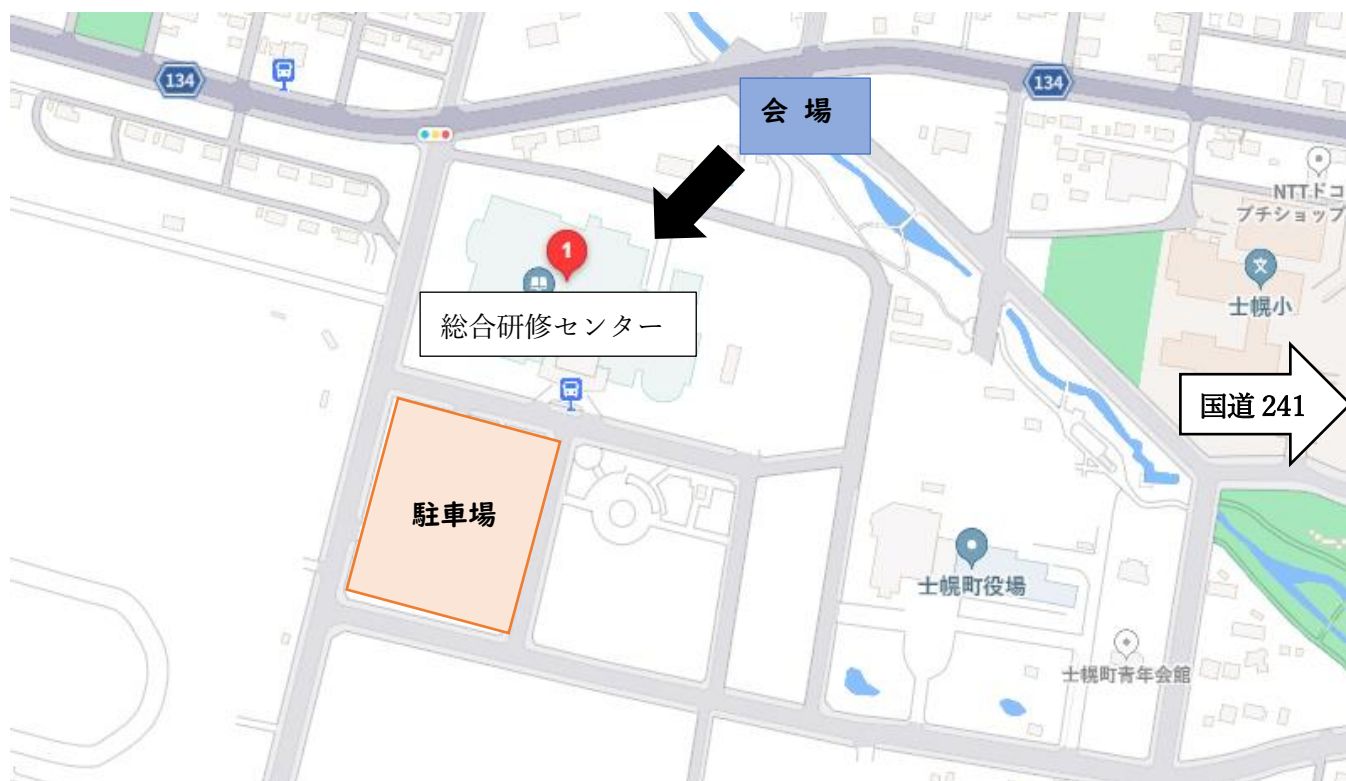 134
134
会 場
NTTドコ
プチショップ
1
士幌小
総合研修センター
国道 241
駐車場
士幌町役場
士幌町青年会館